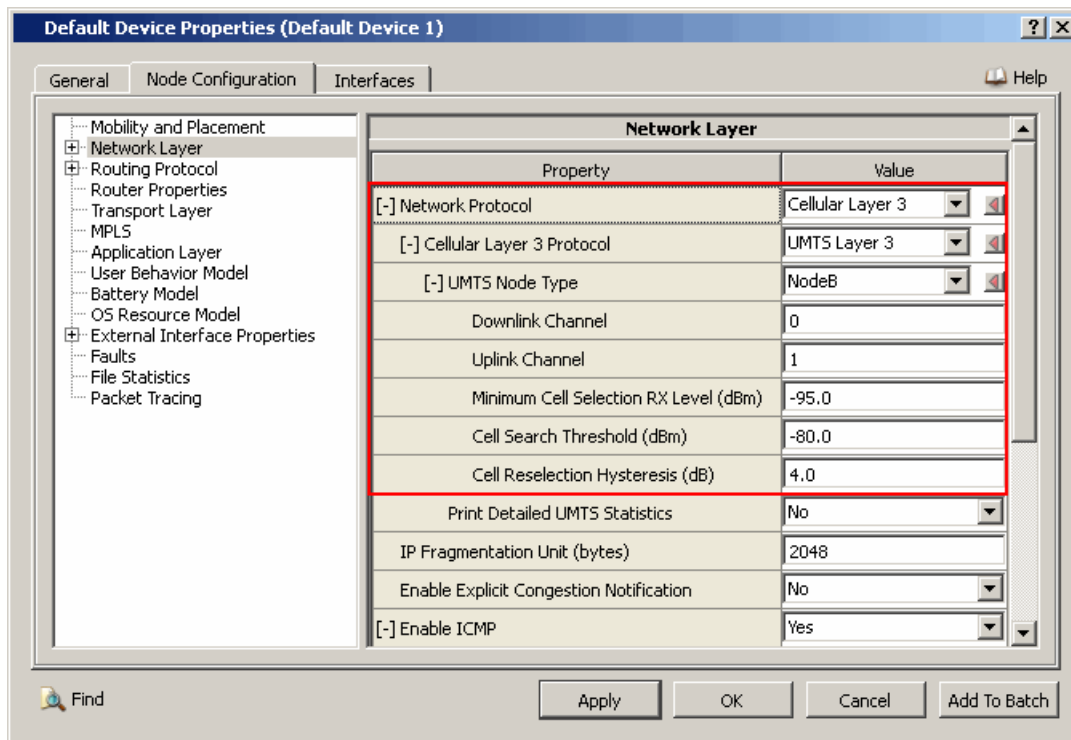 Default Device Properties (Default Device 1)
General Node Configuration Interfaces Help
Mobility and Placement
Network Layer
Routing Protocol
Router Properties
Transport Layer
MPLS
Application Layer
User Behavior Model
Battery Model
OS Resource Model
External Interface Properties
Faults
File Statistics
Packet Tracing
Network Layer
Property Value
[-] Network Protocol Cellular Layer 3
[-] Cellular Layer 3 Protocol UMTS Layer 3
[-] UMTS Node Type NodeB
Downlink Channel 0
Uplink Channel 1
Minimum Cell Selection RX Level (dBm) -95.0
Cell Search Threshold (dBm) -80.0
Cell Reselection Hysteresis (dB) 4.0
Print Detailed UMTS Statistics No
IP Fragmentation Unit (bytes) 2048
Enable Explicit Congestion Notification No
[-] Enable ICMP Yes
Find Apply OK Cancel Add To Batch